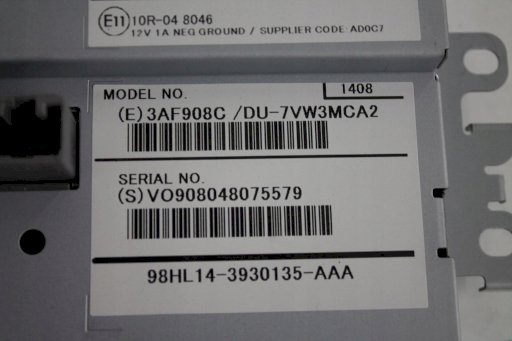 E11 10R-04 8046
12V 1A NEG GROUND / SUPPLIER CODE: AD0C7
MODEL NO. 1408
(E) 3AF908C /DU-7VW3MCA2
SERIAL NO.
(S) VO908048075579
98HL14-3930135-AAA